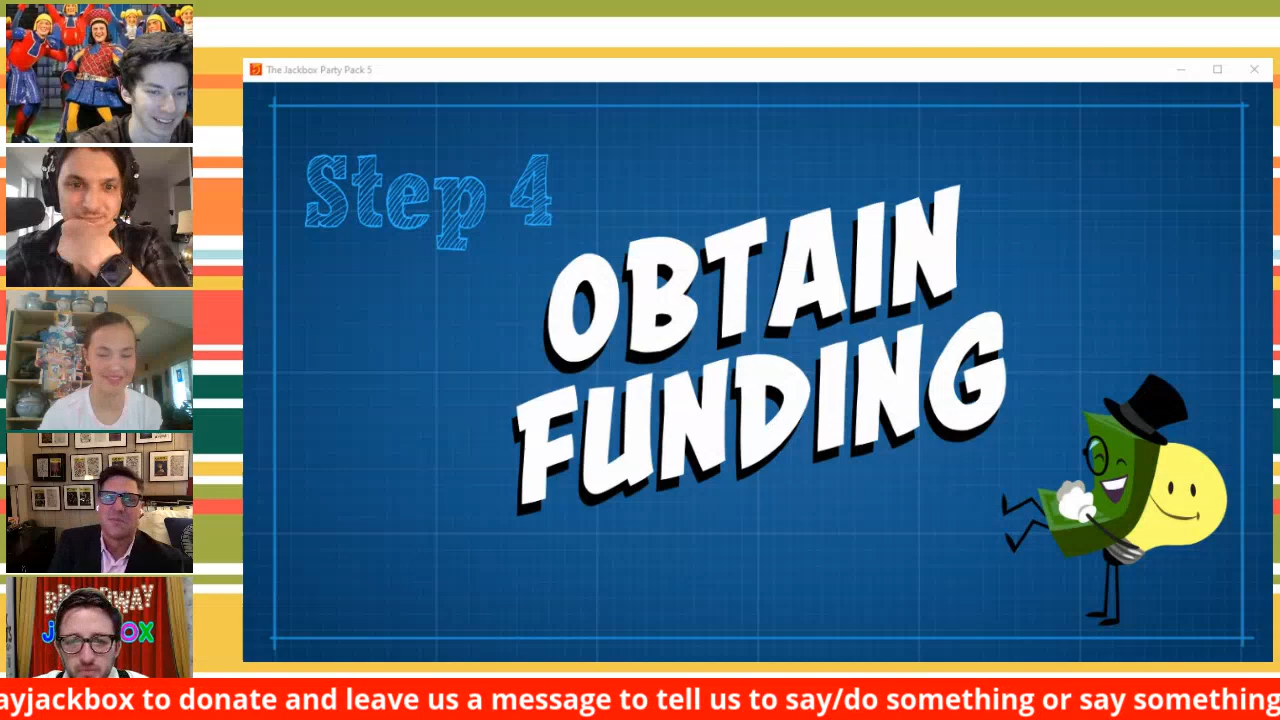 The Jackbox Party Pack 5
Step 4
OBTAIN
FUNDING
BROADWAY
ayjackbox to donate and leave us a message to tell us to say/do something or say something